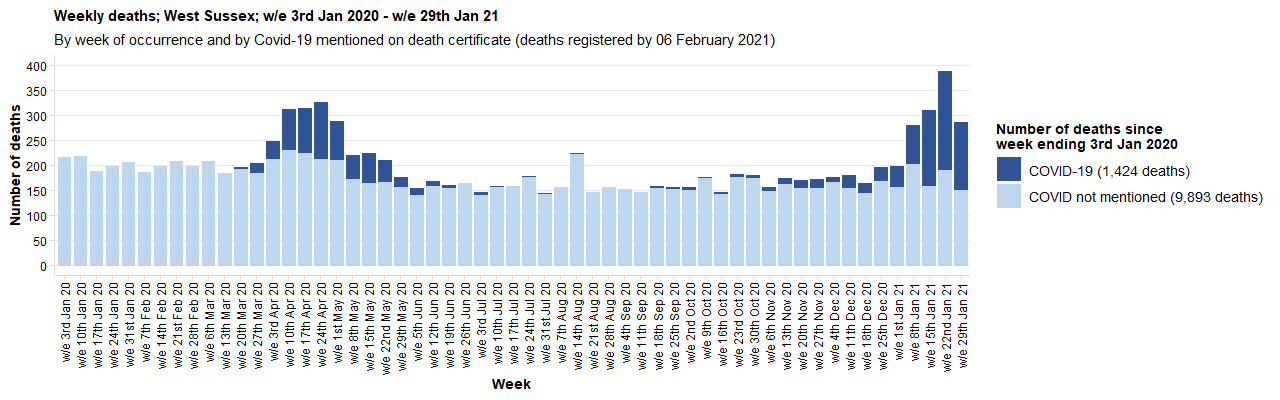 Weekly deaths; West Sussex; w/e 3rd Jan 2020 - w/e 29th Jan 21
By week of occurrence and by Covid-19 mentioned on death certificate (deaths registered by 06 February 2021)
Number of deaths
400
350
300
250
200
150
100
50
0
w/e 3rd Jan 20
w/e 10th Jan 20
w/e 17th Jan 20
w/e 24th Jan 20
w/e 31st Jan 20
w/e 7th Feb 20
w/e 14th Feb 20
w/e 21st Feb 20
w/e 28th Feb 20
w/e 6th Mar 20
w/e 13th Mar 20
w/e 20th Mar 20
w/e 27th Mar 20
w/e 3rd Apr 20
w/e 10th Apr 20
w/e 17th Apr 20
w/e 24th Apr 20
w/e 1st May 20
w/e 8th May 20
w/e 15th May 20
w/e 22nd May 20
w/e 29th May 20
w/e 5th Jun 20
w/e 12th Jun 20
w/e 19th Jun 20
w/e 26th Jun 20
w/e 3rd Jul 20
w/e 10th Jul 20
w/e 17th Jul 20
w/e 24th Jul 20
w/e 31st Jul 20
w/e 7th Aug 20
w/e 14th Aug 20
w/e 21st Aug 20
w/e 28th Aug 20
w/e 4th Sep 20
w/e 11th Sep 20
w/e 18th Sep 20
w/e 25th Sep 20
w/e 2nd Oct 20
w/e 9th Oct 20
w/e 16th Oct 20
w/e 23rd Oct 20
w/e 30th Oct 20
w/e 6th Nov 20
w/e 13th Nov 20
w/e 20th Nov 20
w/e 27th Nov 20
w/e 4th Dec 20
w/e 11th Dec 20
w/e 18th Dec 20
w/e 25th Dec 20
w/e 1st Jan 21
w/e 8th Jan 21
w/e 15th Jan 21
w/e 22nd Jan 21
w/e 29th Jan 21
Week
Number of deaths since
week ending 3rd Jan 2020
COVID-19 (1,424 deaths)
COVID not mentioned (9,893 deaths)